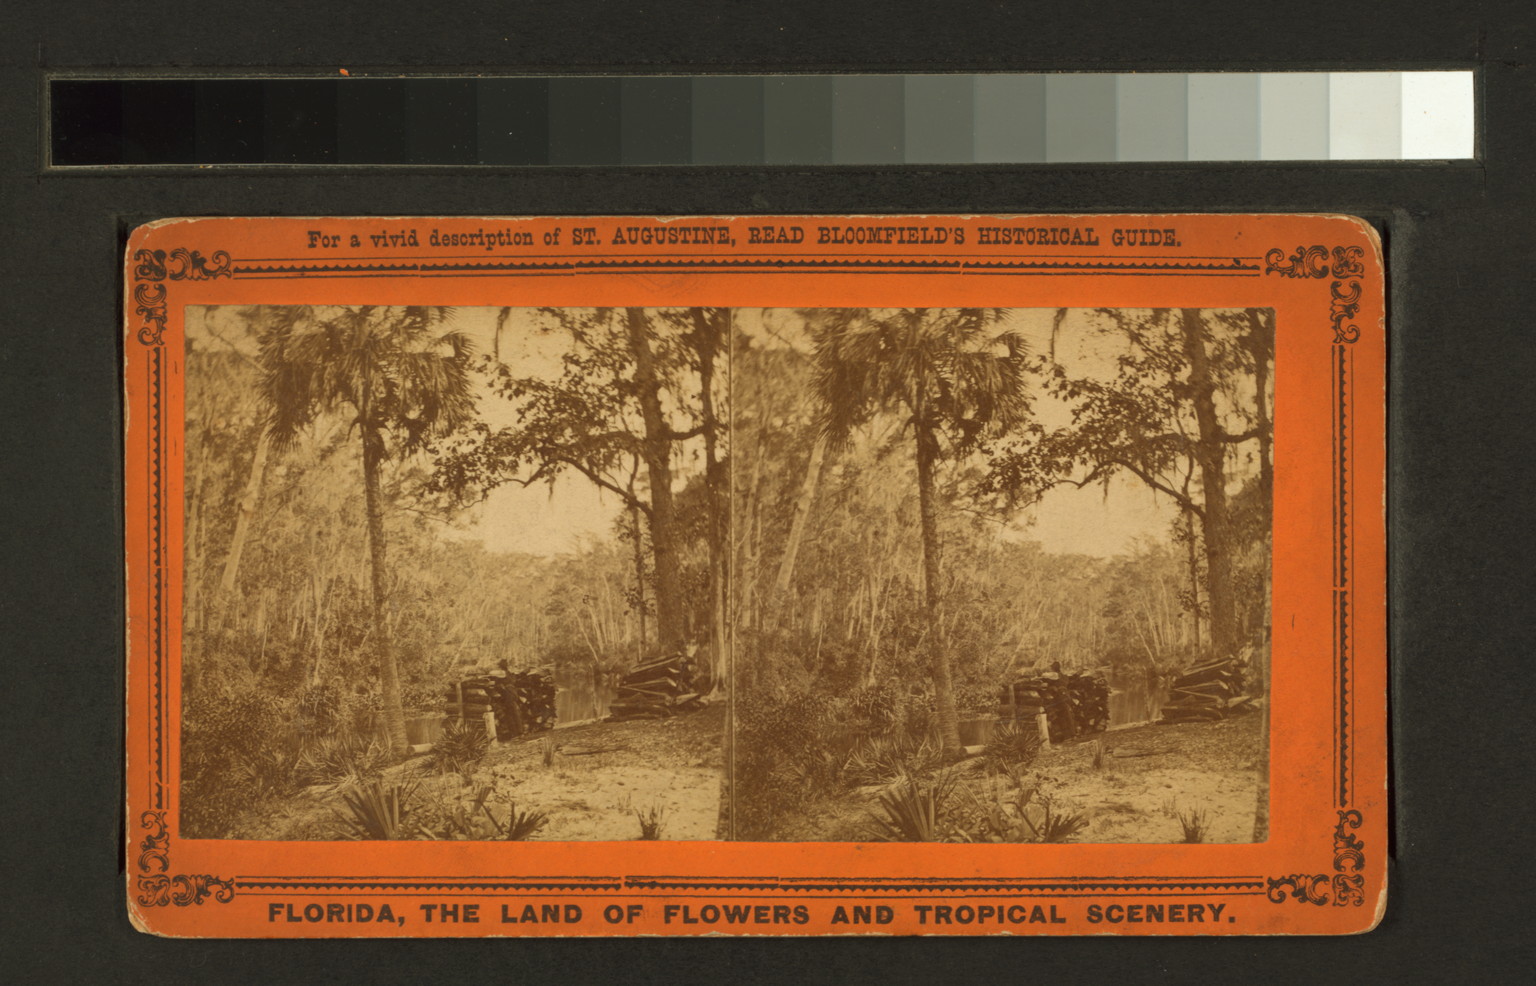 For a vivid description of ST. AUGUSTINE, READ BLOOMFIELD'S HISTORICAL GUIDE.
FLORIDA, THE LAND OF FLOWERS AND TROPICAL SCENERY.